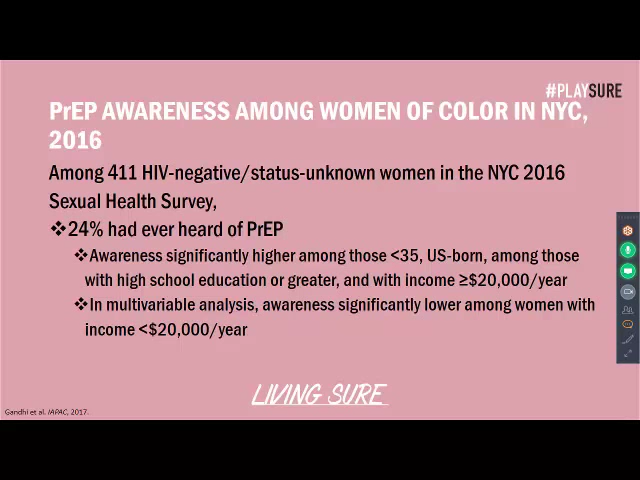 #PLAYSURE
PrEP AWARENESS AMONG WOMEN OF COLOR IN NYC,
2016
Among 411 HIV-negative/status-unknown women in the NYC 2016
Sexual Health Survey,
❖24% had ever heard of PrEP
❖Awareness significantly higher among those <35, US-born, among those
with high school education or greater, and with income ≥$20,000/year
❖In multivariable analysis, awareness significantly lower among women with
income <$20,000/year
LIVING SURE
Gandhi et al. IAPAC, 2017.